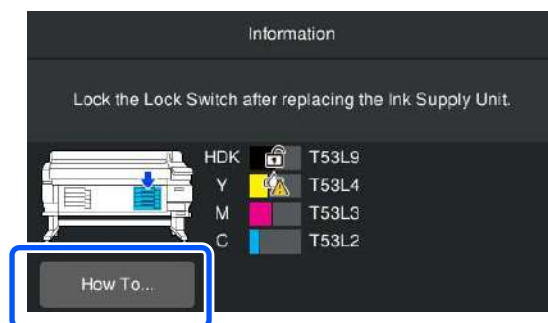 Information
Lock the Lock Switch after replacing the Ink Supply Unit.
HDK T53L9
Y T53L4
M T53L3
C T53L2
How To...